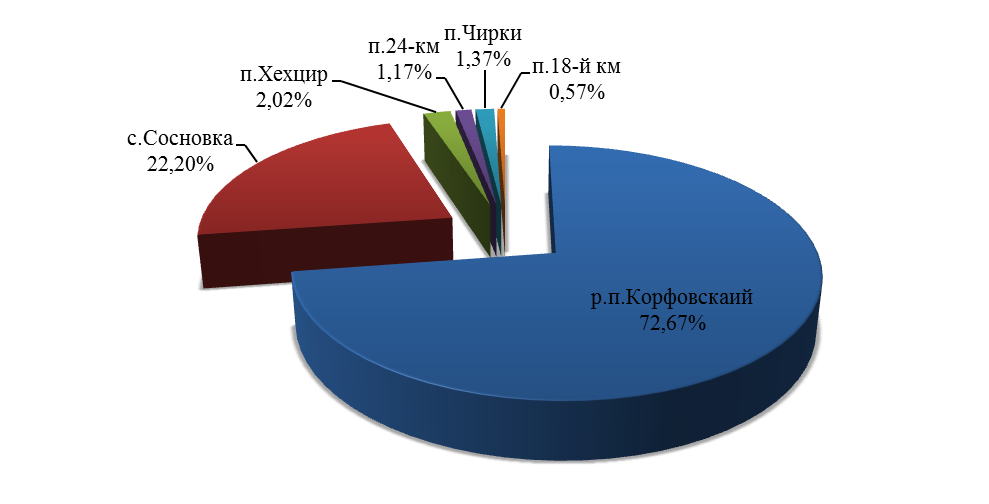 п.Чирки
1,37%
п.24-км
1,17%
п.18-й км
0,57%
п.Хехцир
2,02%
с.Сосновка
22,20%
р.п.Корфовскаий
72,67%